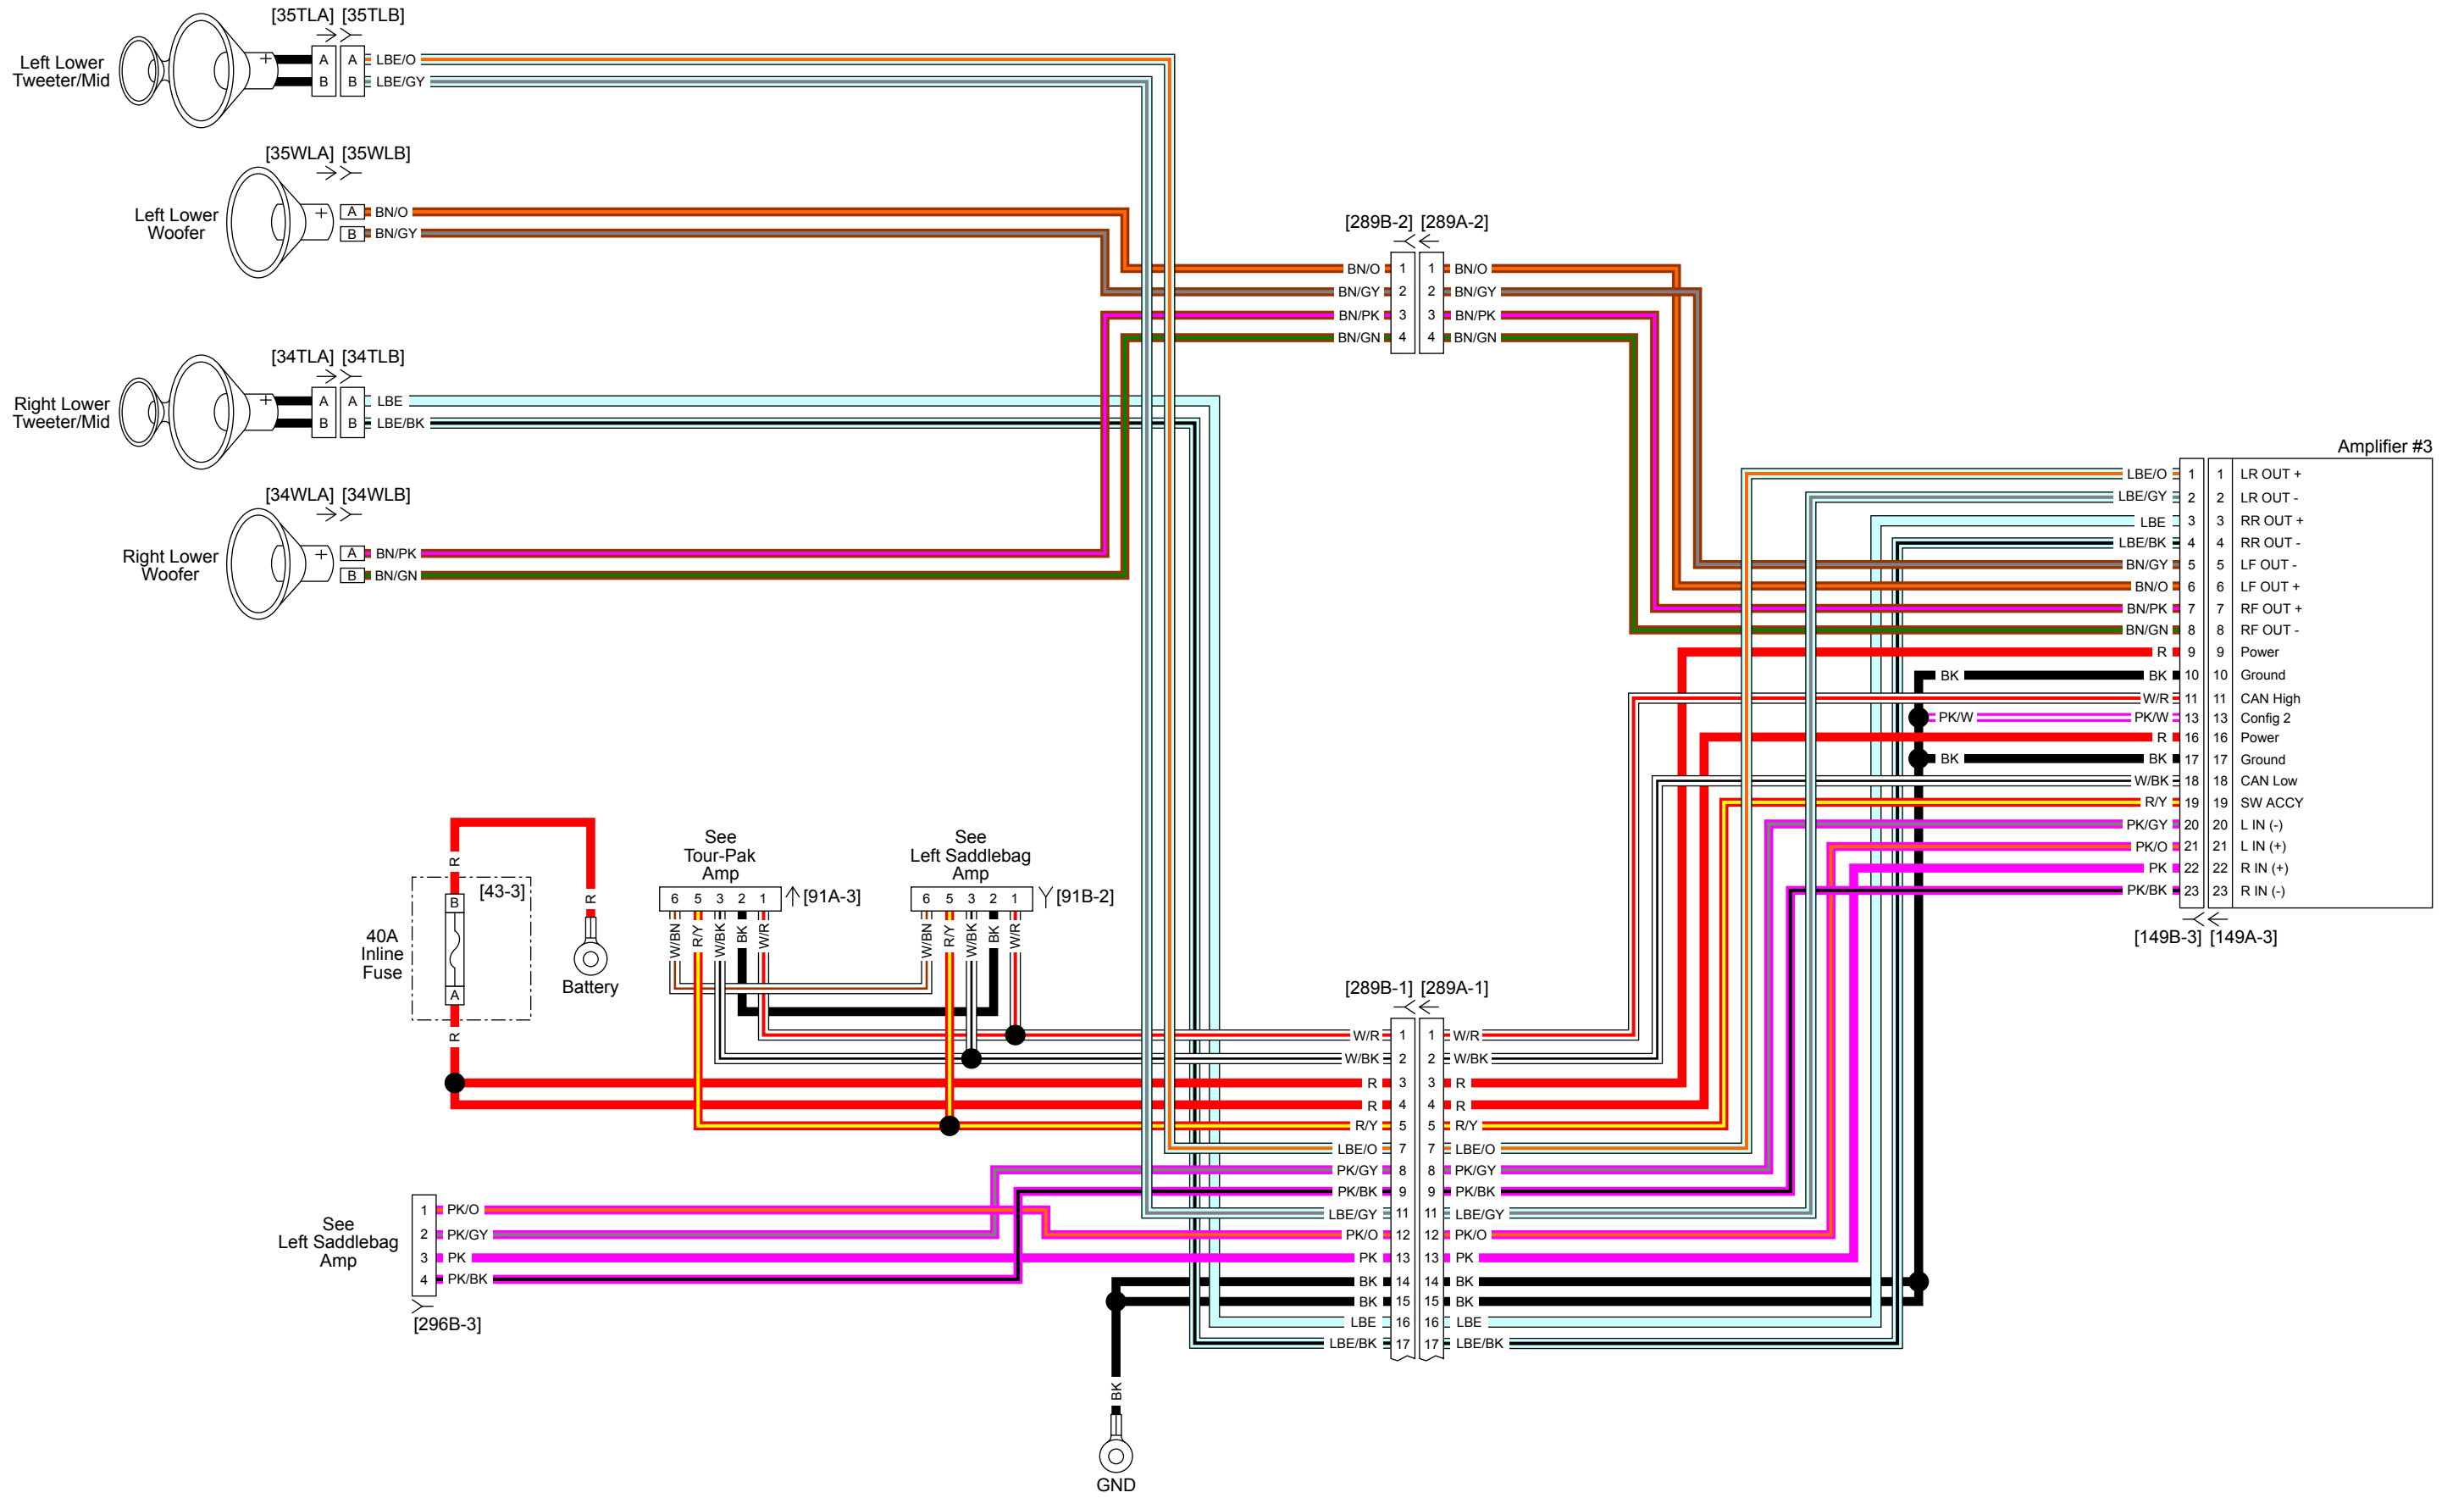 [35TLA] [35TLB]
Left Lower
Tweeter/Mid
+
A A LBE/O
B B LBE/GY
[35WLA] [35WLB]
Left Lower
Woofer
+
A BN/O
B BN/GY
[34TLA] [34TLB]
Right Lower
Tweeter/Mid
+
A A LBE
B B LBE/BK
[34WLA] [34WLB]
Right Lower
Woofer
+
A BN/PK
B BN/GN
[289B-2] [289A-2]
BN/O 1 1 BN/O
BN/GY 2 2 BN/GY
BN/PK 3 3 BN/PK
BN/GN 4 4 BN/GN
Amplifier #3
LBE/O 1 1 LR OUT +
LBE/GY 2 2 LR OUT -
LBE 3 3 RR OUT +
LBE/BK 4 4 RR OUT -
BN/GY 5 5 LF OUT -
BN/O 6 6 LF OUT +
BN/PK 7 7 RF OUT +
BN/GN 8 8 RF OUT -
R 9 9 Power
BK BK 10 10 Ground
W/R 11 11 CAN High
PK/W PK/W 13 13 Config 2
R 16 16 Power
BK BK 17 17 Ground
W/BK 18 18 CAN Low
R/Y 19 19 SW ACCY
PK/GY 20 20 L IN (-)
PK/O 21 21 L IN (+)
PK 22 22 R IN (+)
PK/BK 23 23 R IN (-)
[149B-3] [149A-3]
R
R
[43-3]
B
40A
Inline
Fuse
A
R
Battery
See
Tour-Pak
Amp
6 5 3 2 1 [91A-3]
W/BN R/Y W/BK BK W/R
See
Left Saddlebag
Amp
6 5 3 2 1 [91B-2]
W/BN R/Y W/BK BK W/R
[289B-1] [289A-1]
W/R 1 1 W/R
W/BK 2 2 W/BK
R 3 3 R
R 4 4 R
R/Y 5 5 R/Y
LBE/O 7 7 LBE/O
PK/GY 8 8 PK/GY
PK/BK 9 9 PK/BK
LBE/GY 11 11 LBE/GY
PK/O 12 12 PK/O
PK 13 13 PK
BK 14 14 BK
BK 15 15 BK
LBE 16 16 LBE
LBE/BK 17 17 LBE/BK
See
Left Saddlebag
Amp
1 PK/O
2 PK/GY
3 PK
4 PK/BK
[296B-3]
BK
GND